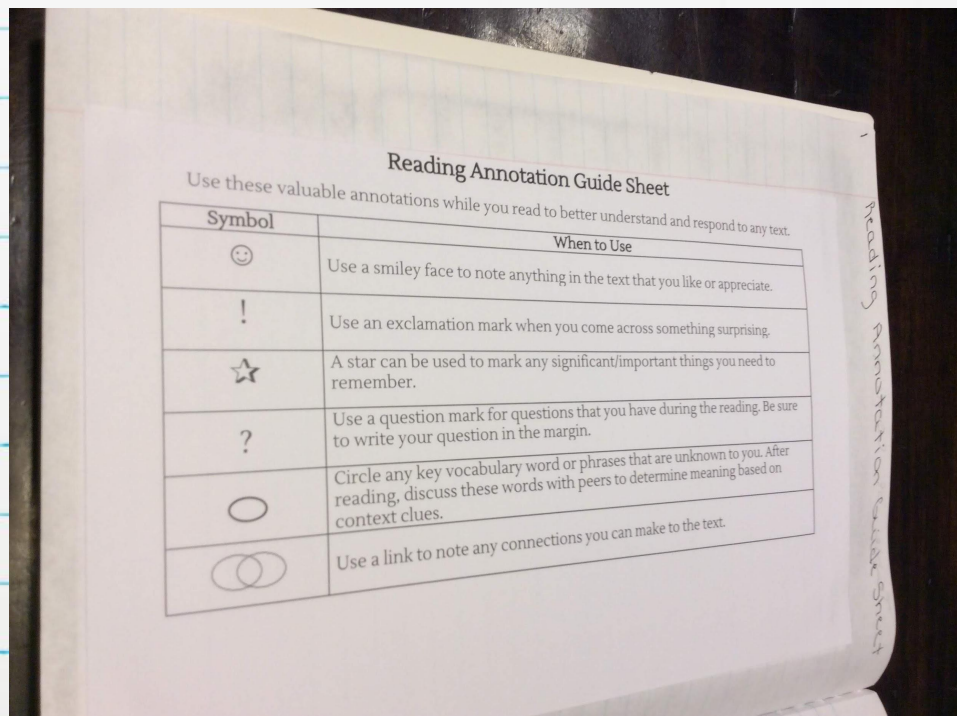 Reading Annotation Guide Sheet
Use these valuable annotations while you read to better understand and respond to any text.
Symbol When to Use
☺ Use a smiley face to note anything in the text that you like or appreciate.
! Use an exclamation mark when you come across something surprising.
A star can be used to mark any significant/important things you need to
remember.
Use a question mark for questions that you have during the reading. Be sure
? to write your question in the margin.
Circle any key vocabulary word or phrases that are unknown to you. After
reading, discuss these words with peers to determine meaning based on
context clues.
Use a link to note any connections you can make to the text.
Reading Annotation Guide Sheet